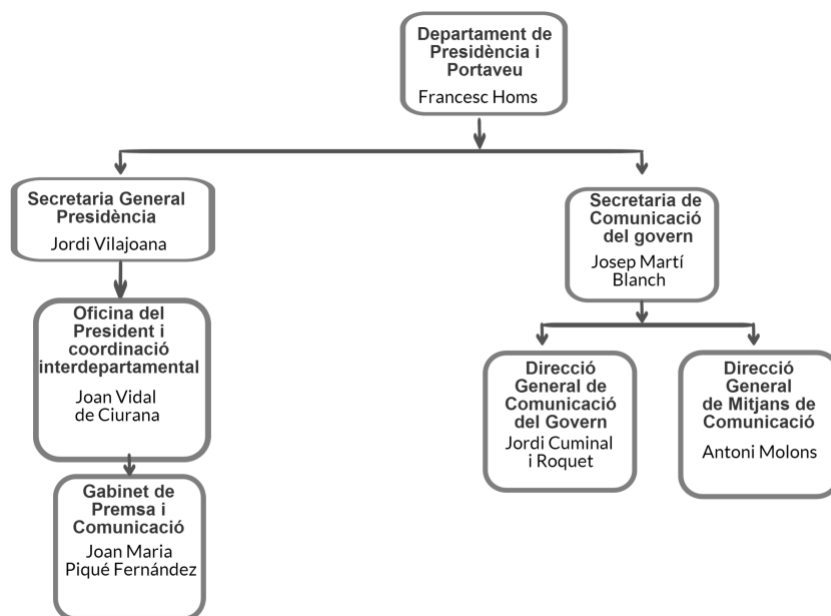 Departament de
Presidència i
Portaveu
Francesc Homs
Secretaria General
Presidència
Jordi Vilajoana
Secretaria de
Comunicació
del govern
Josep Martí
Blanch
Oficina del
President i
coordinació
interdepartamental
Joan Vidal
de Ciurana
Direcció
General de
Comunicació
del Govern
Jordi Cuminal
i Roquet
Direcció
General
de Mitjans de
Comunicació
Antoni Molons
Gabinet de
Premsa i
Comunicació
Joan Maria
Piqué Fernández